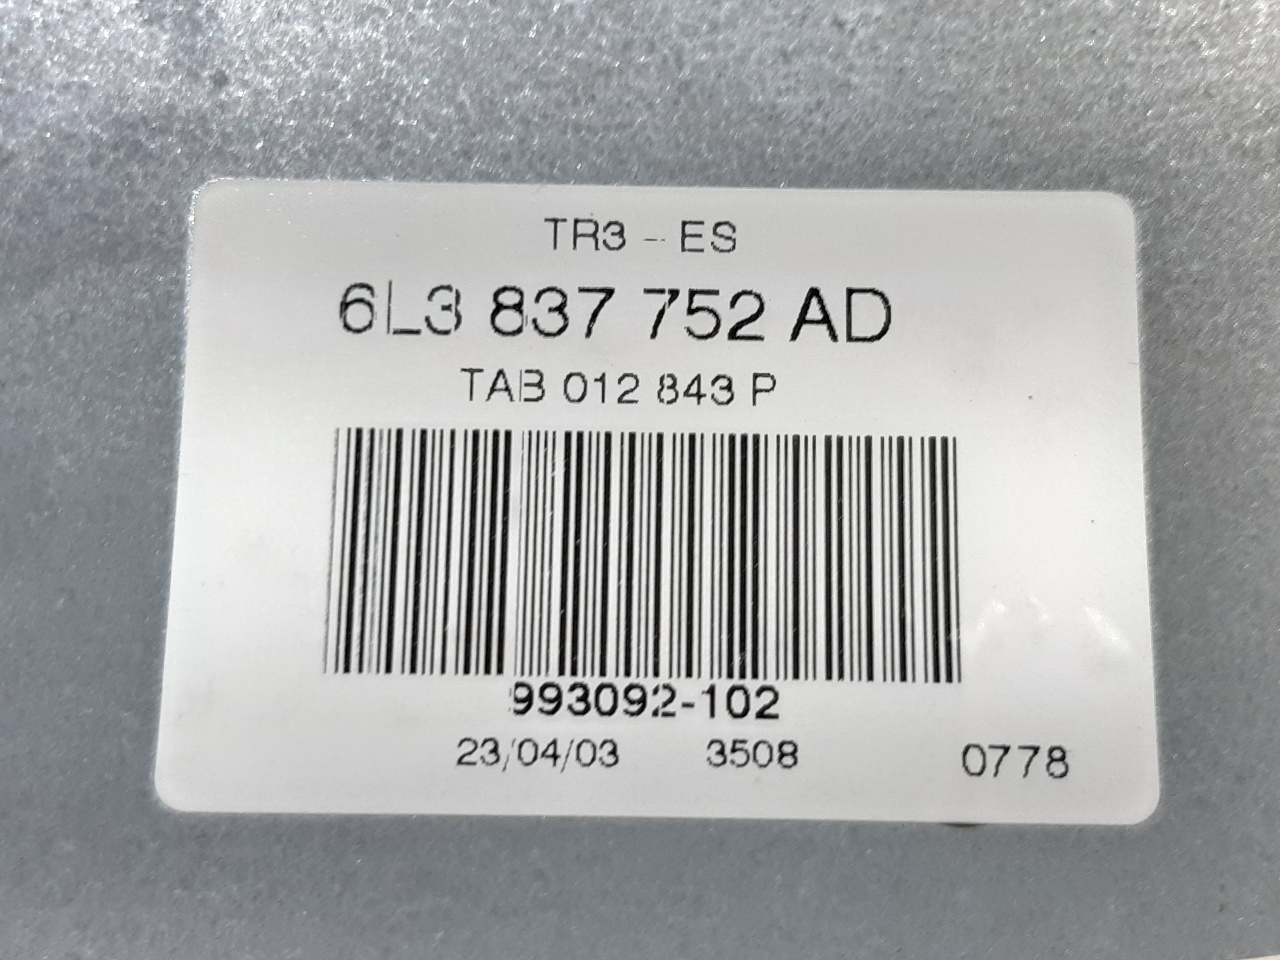 TR3 - ES
6L3 837 752 AD
TAB 012 843 P
993092-102
23/04/03 3508 0778